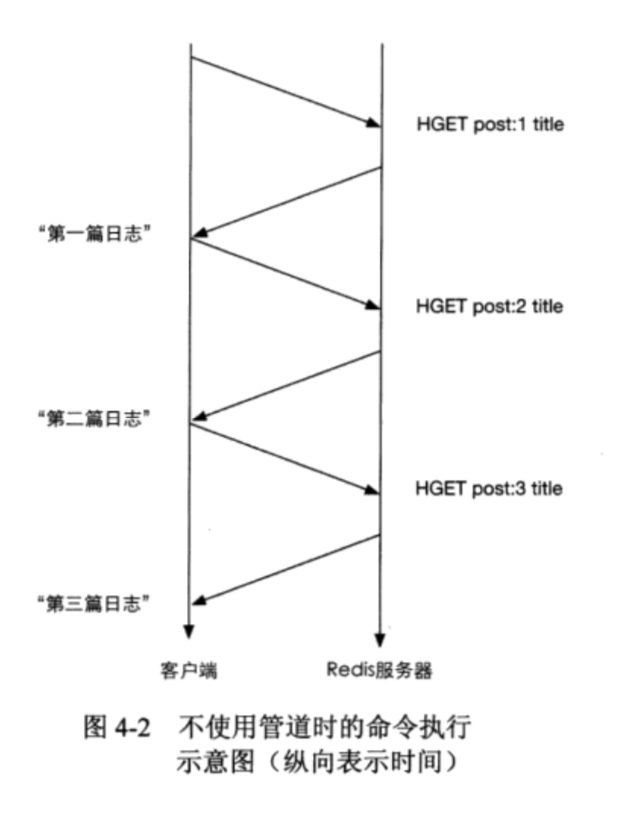 HGET post:1 title
“第一篇日志”
HGET post:2 title
“第二篇日志”
HGET post:3 title
“第三篇日志”
客户端
Redis服务器
图 4-2 不使用管道时的命令执行
示意图（纵向表示时间）